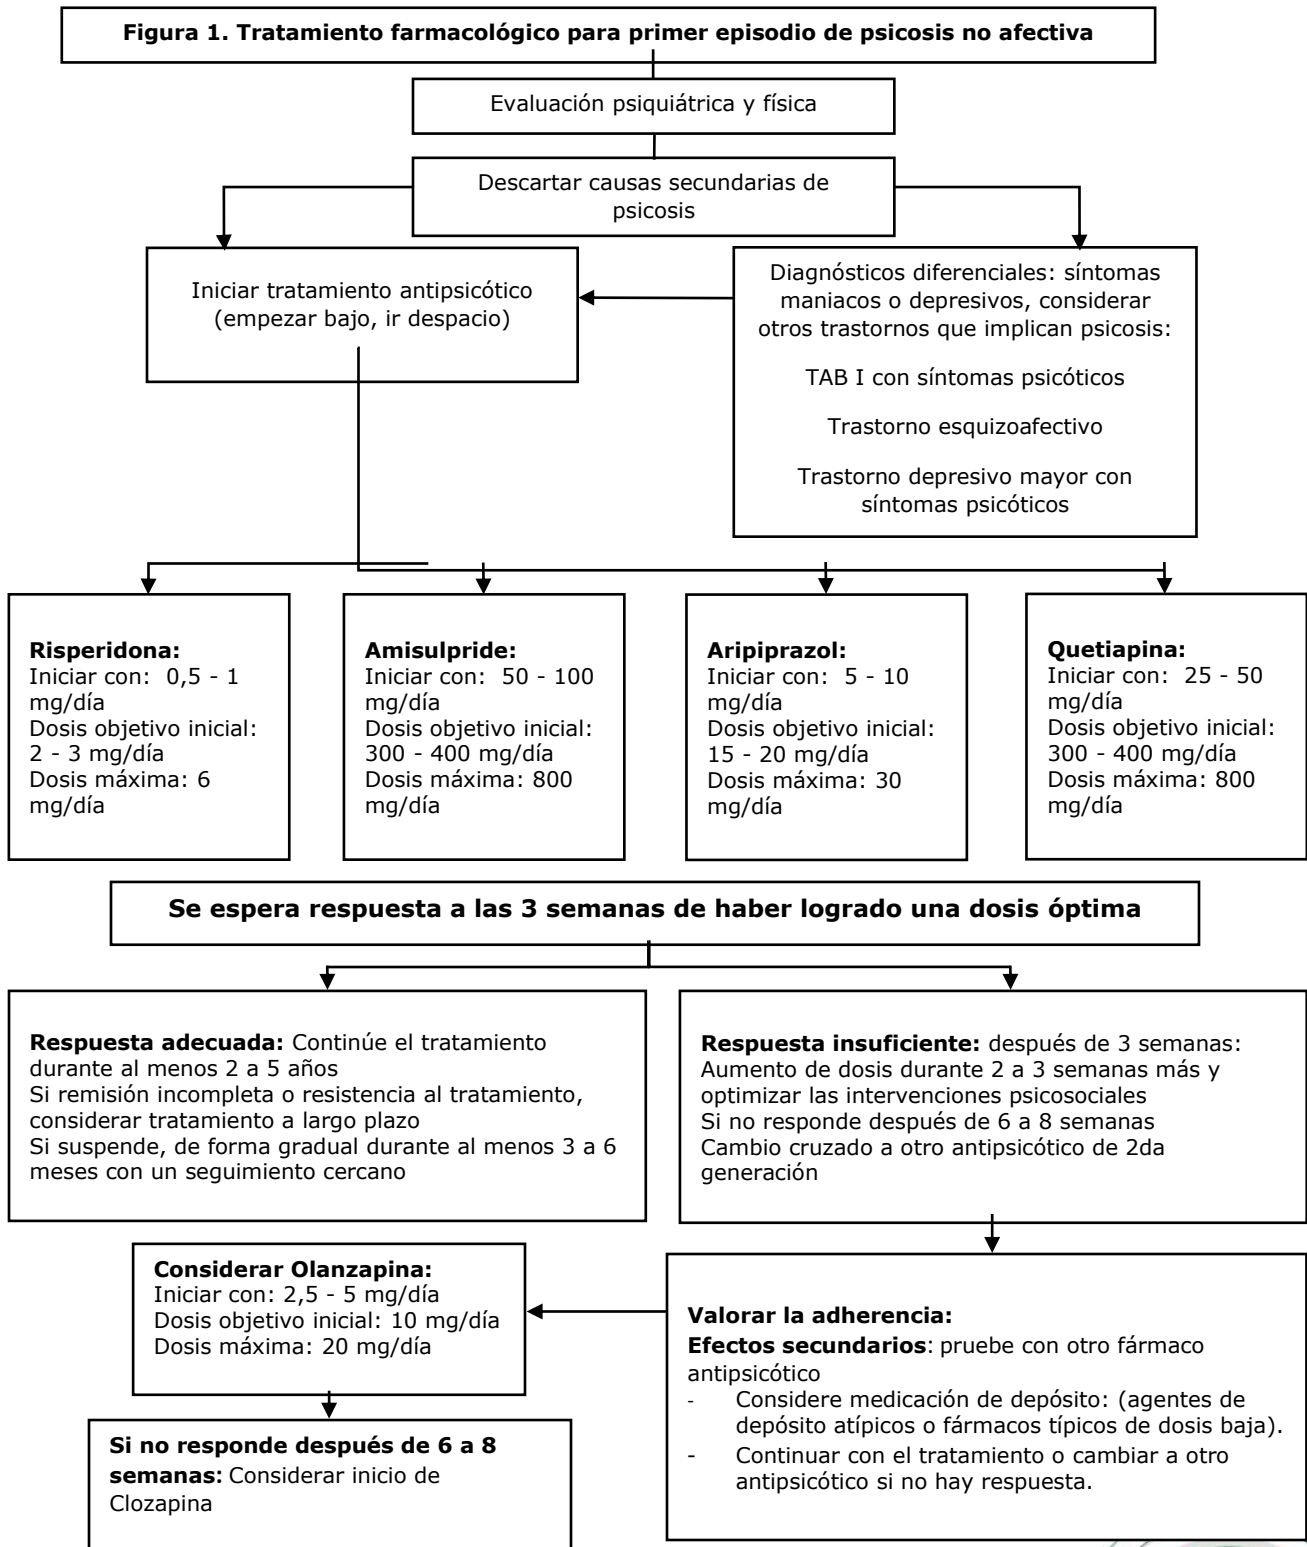 Figura 1. Tratamiento farmacológico para primer episodio de psicosis no afectiva
Evaluación psiquiátrica y física
Descartar causas secundarias de
psicosis
Iniciar tratamiento antipsicótico
(empezar bajo, ir despacio)
Diagnósticos diferenciales: síntomas
maniacos o depresivos, considerar
otros trastornos que implican psicosis:
TAB I con síntomas psicóticos
Trastorno esquizoafectivo
Trastorno depresivo mayor con
síntomas psicóticos
Risperidona:
Iniciar con: 0,5 - 1
mg/día
Dosis objetivo inicial:
2 - 3 mg/día
Dosis máxima: 6
mg/día
Amisulpride:
Iniciar con: 50 - 100
mg/día
Dosis objetivo inicial:
300 - 400 mg/día
Dosis máxima: 800
mg/día
Aripiprazol:
Iniciar con: 5 - 10
mg/día
Dosis objetivo inicial:
15 - 20 mg/día
Dosis máxima: 30
mg/día
Quetiapina:
Iniciar con: 25 - 50
mg/día
Dosis objetivo inicial:
300 - 400 mg/día
Dosis máxima: 800
mg/día
Se espera respuesta a las 3 semanas de haber logrado una dosis óptima
Respuesta adecuada: Continúe el tratamiento
durante al menos 2 a 5 años
Si remisión incompleta o resistencia al tratamiento,
considerar tratamiento a largo plazo
Si suspende, de forma gradual durante al menos 3 a 6
meses con un seguimiento cercano
Respuesta insuficiente: después de 3 semanas:
Aumento de dosis durante 2 a 3 semanas más y
optimizar las intervenciones psicosociales
Si no responde después de 6 a 8 semanas
Cambio cruzado a otro antipsicótico de 2da
generación
Considerar Olanzapina:
Iniciar con: 2,5 - 5 mg/día
Dosis objetivo inicial: 10 mg/día
Dosis máxima: 20 mg/día
Valorar la adherencia:
Efectos secundarios: pruebe con otro fármaco
antipsicótico
- Considere medicación de depósito: (agentes de
depósito atípicos o fármacos típicos de dosis baja).
- Continuar con el tratamiento o cambiar a otro
antipsicótico si no hay respuesta.
Si no responde después de 6 a 8
semanas: Considerar inicio de
Clozapina